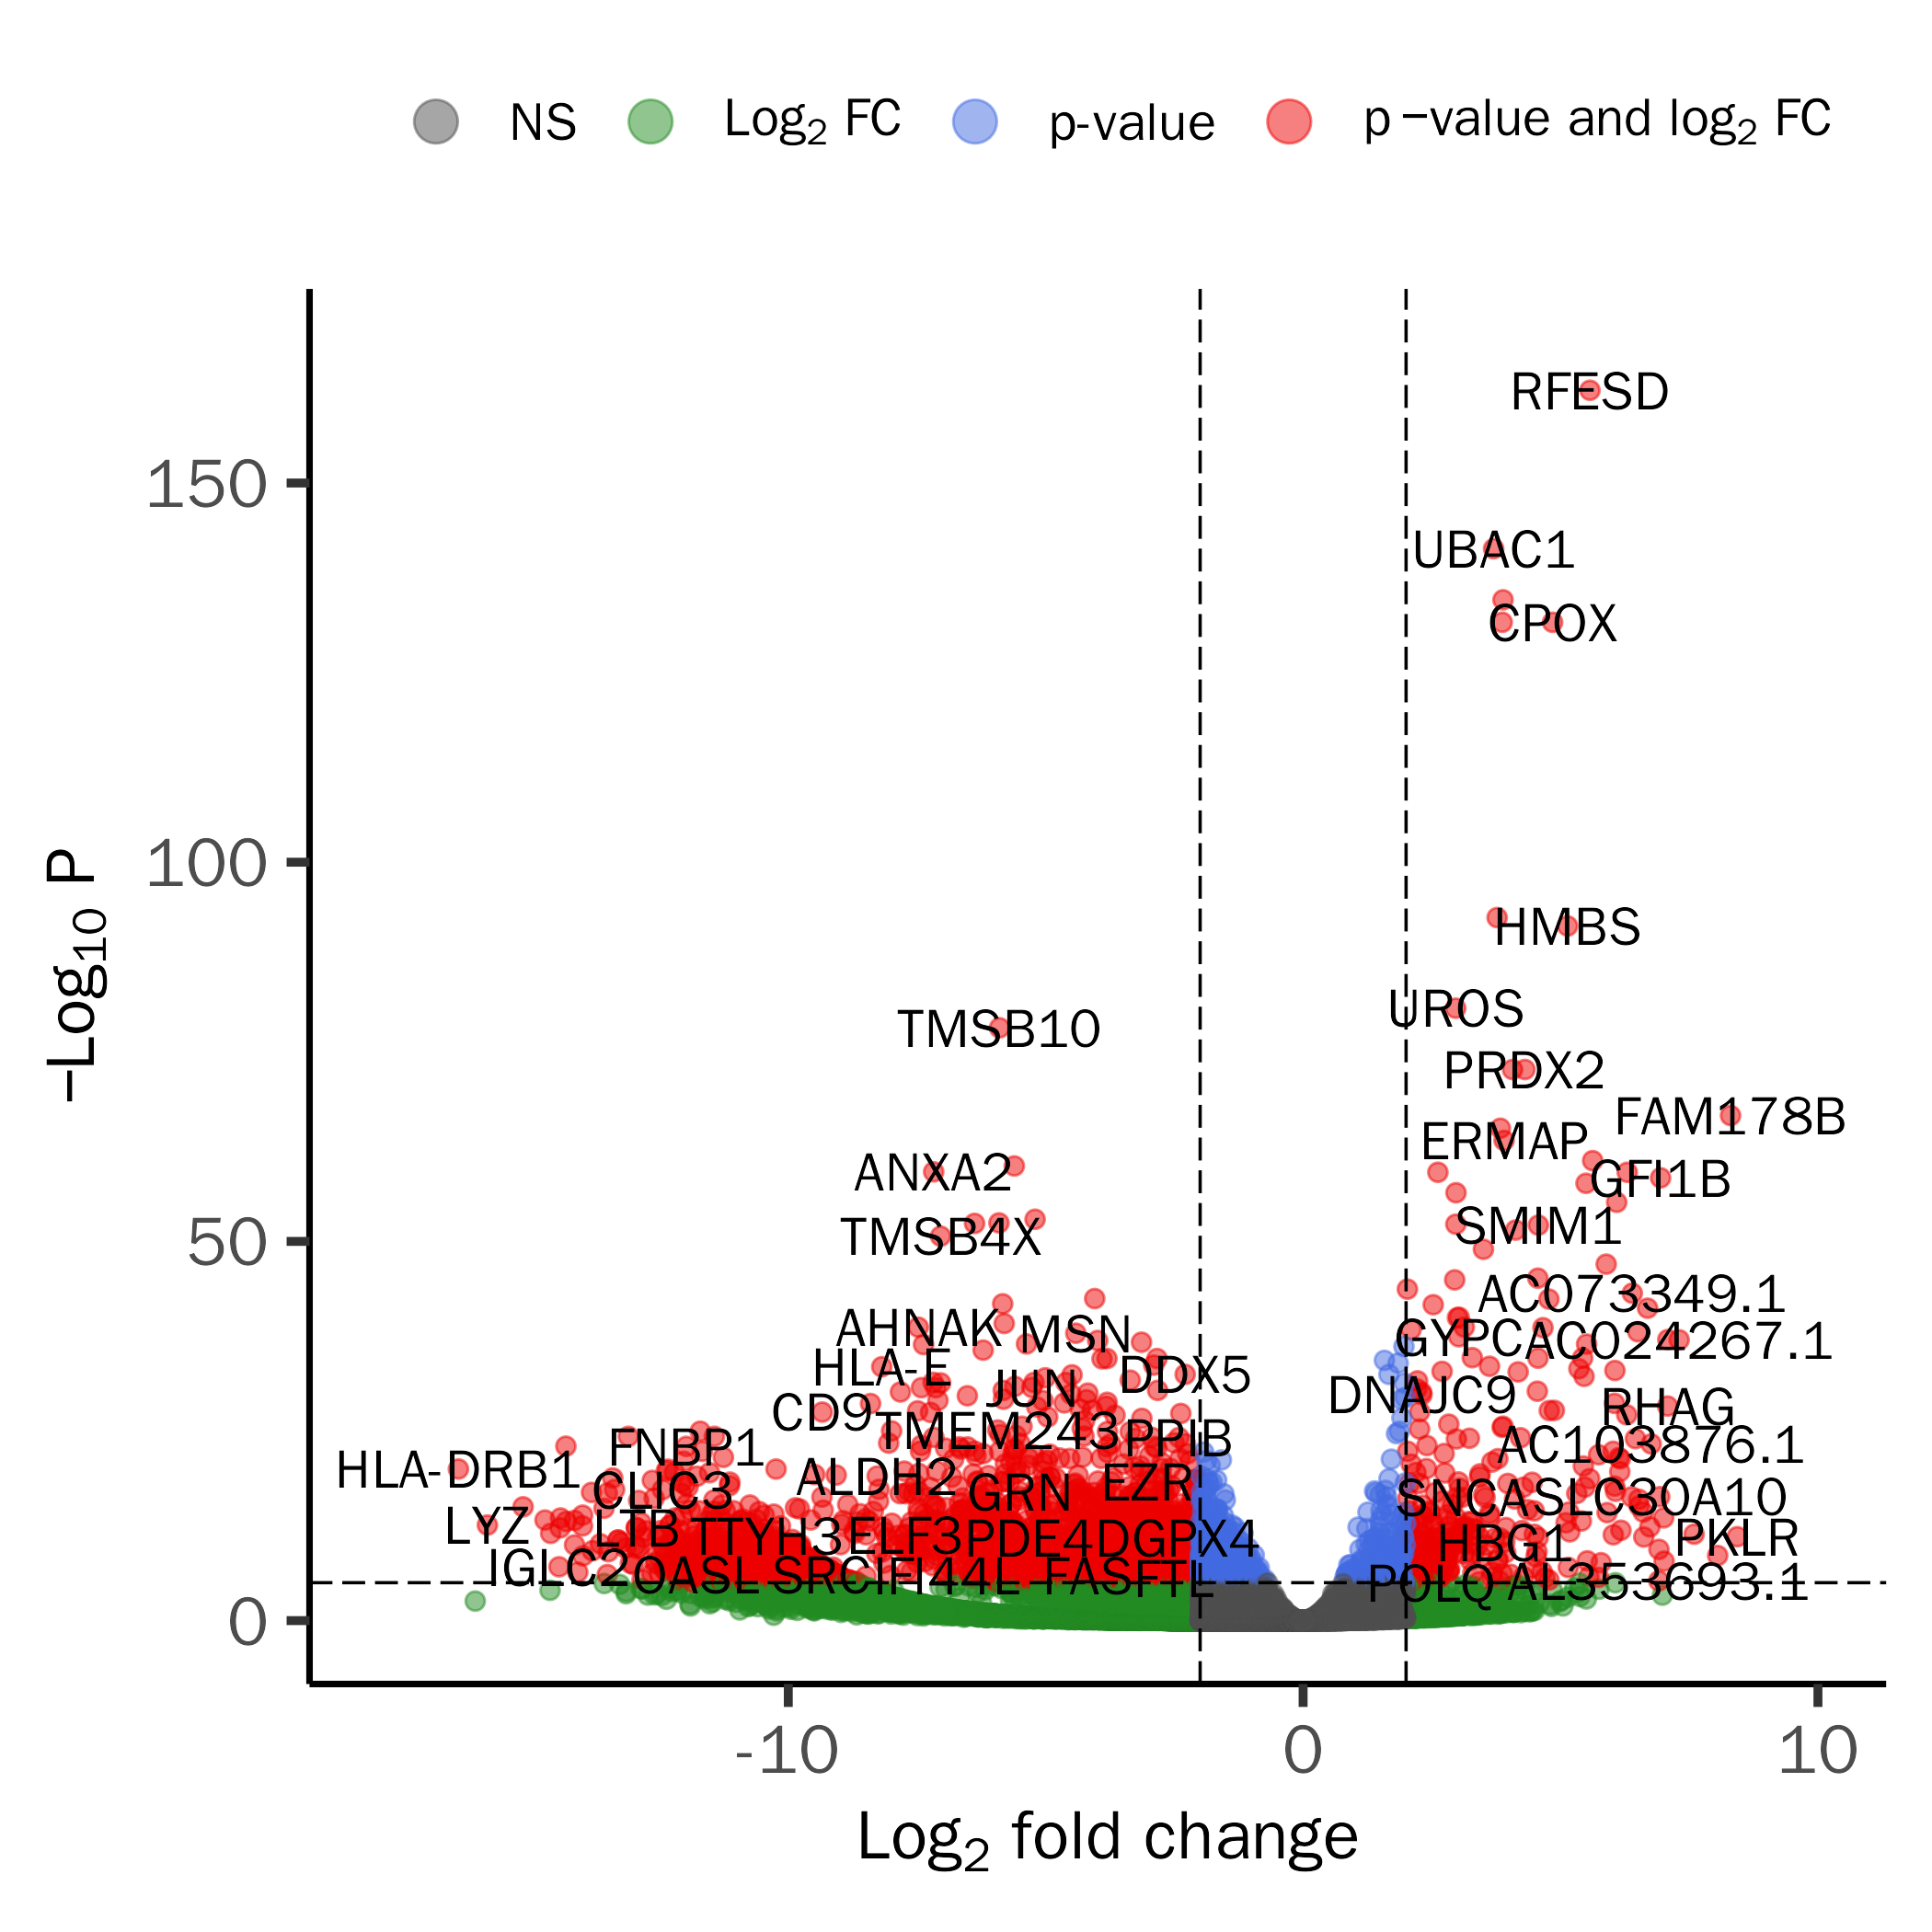 NS Log2 FC p-value p −value and log2 FC
RFESD
150
UBAC1
CPOX
100
HMBS
−Log10 P
UROS
TMSB10
PRDX2
FAM178B
ERMAP
ANXA2
GFI1B
SMIM1
TMSB4X
50
AC073349.1
AHNAK MSN
GYPC AC024267.1
HLA-E
DDX5
JUN
DNAJC9
RHAG
CD9
TMEM243 PPIB
FNBP1
AC103876.1
HLA-DRB1
ALDH2
EZR
CLIC3
GRN
SNCA SLC30A10
LYZ
LTB TTYH3 ELF3 PDE4D GPX4
HBG1 PKLR
IGLC2 OASL SRC IFI44L FAS FTL
POLQ AL353693.1
0
-10 0 10
Log2 fold change